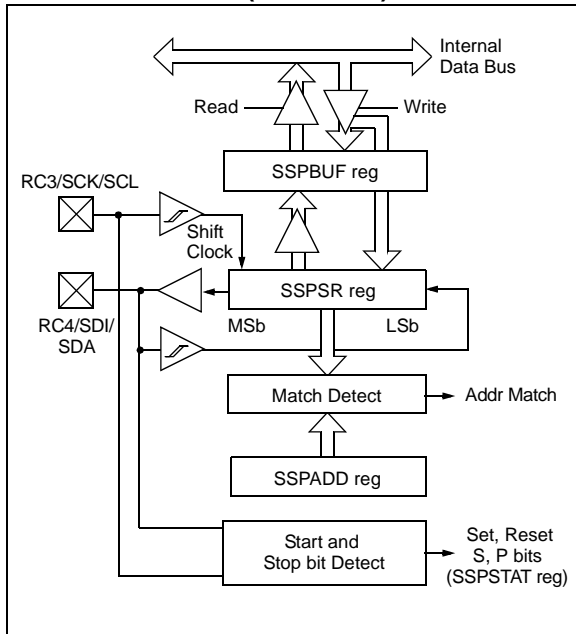 Internal
Data Bus
Read
Write
SSPBUF reg
RC3/SCK/SCL
Shift
Clock
SSPSR reg
MSb
LSb
RC4/SDI/
SDA
Match Detect
Addr Match
SSPADD reg
Start and
Stop bit Detect
Set, Reset
S, P bits
(SSPSTAT reg)